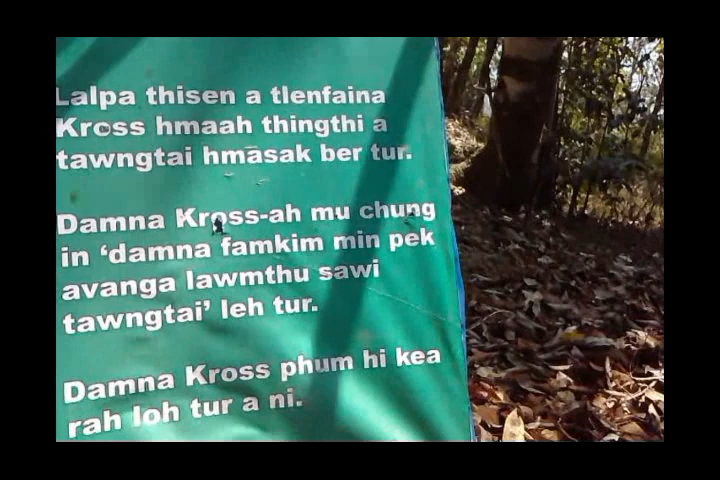 Lalpa thisen a tlenfaina
Kross hmaah thingthi a
tawngtai hmasak ber tur.
Damna Kross-ah mu chung
in ‘damna famkim min pek
avanga lawmthu sawi
tawngtai’ leh tur.
Damna Kross phum hi kea
rah loh tur a ni.